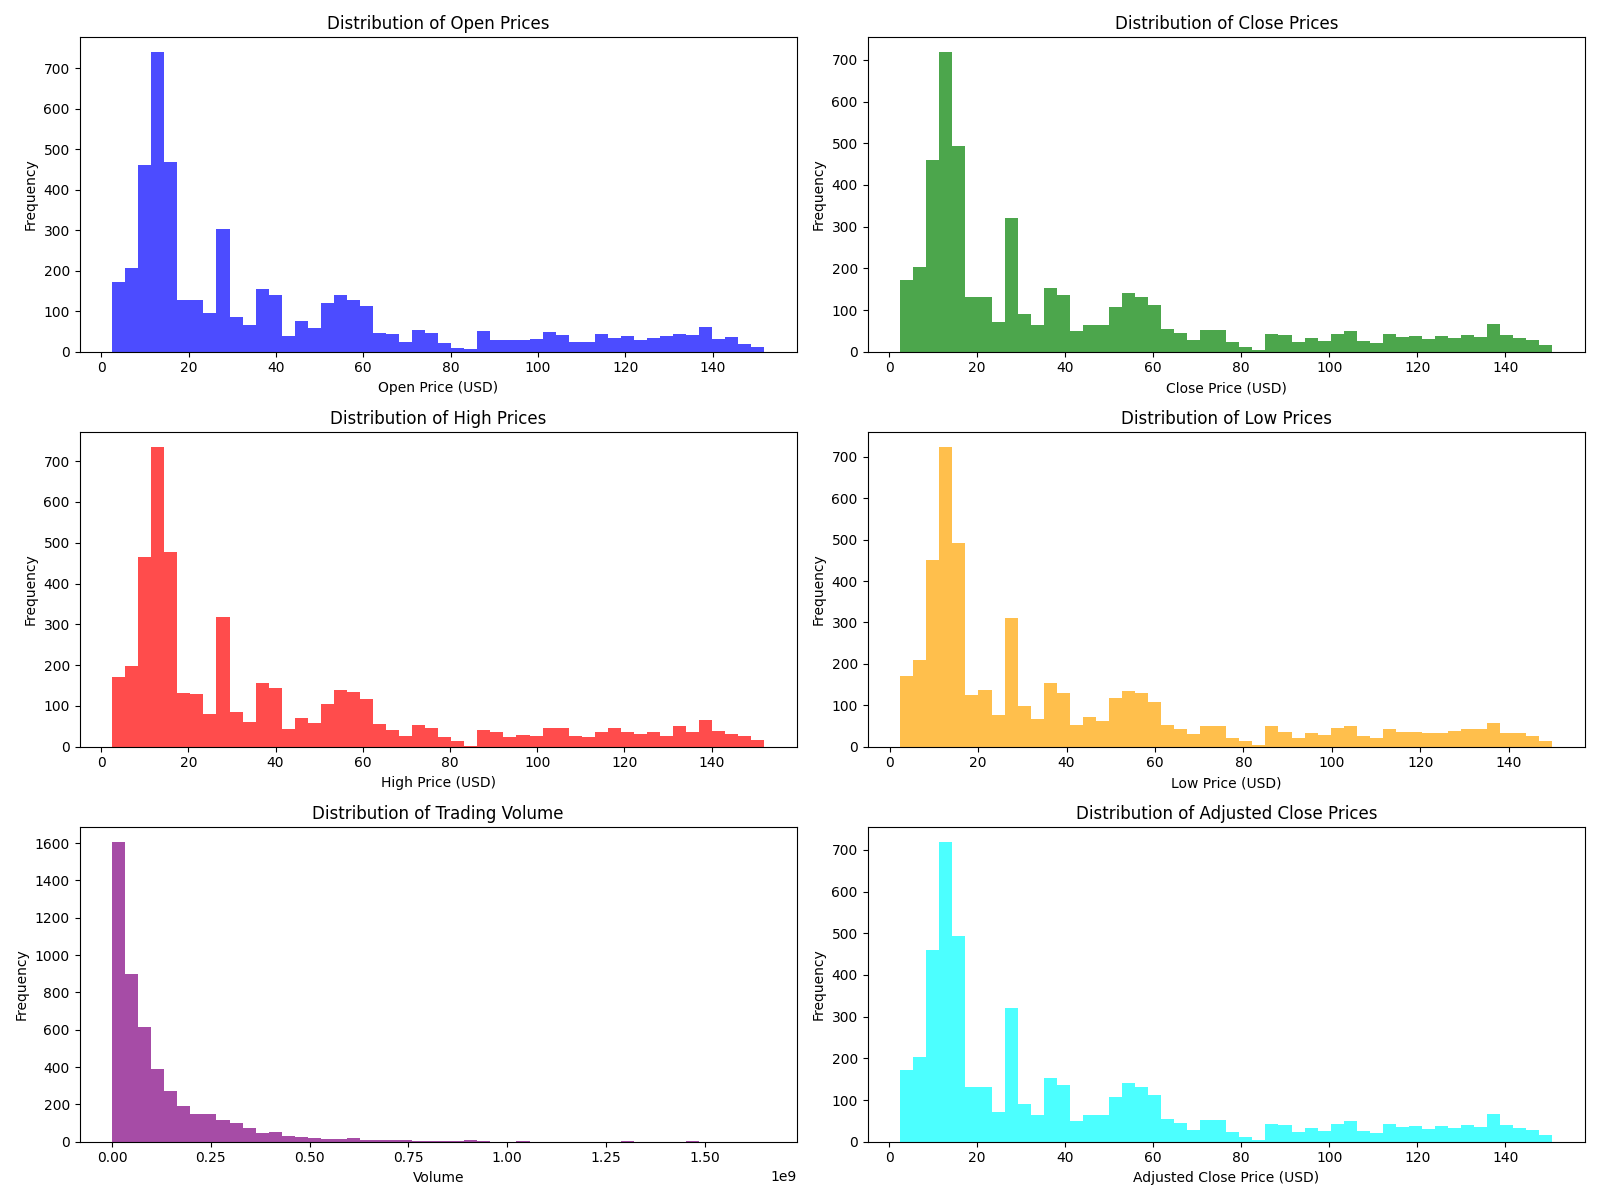 Distribution of Open Prices
Frequency
700
600
500
400
300
200
100
0
0 20 40 60 80 100 120 140
Open Price (USD)
Distribution of Close Prices
Frequency
700
600
500
400
300
200
100
0
0 20 40 60 80 100 120 140
Close Price (USD)
Distribution of High Prices
Frequency
700
600
500
400
300
200
100
0
0 20 40 60 80 100 120 140
High Price (USD)
Distribution of Low Prices
Frequency
700
600
500
400
300
200
100
0
0 20 40 60 80 100 120 140
Low Price (USD)
Distribution of Trading Volume
Frequency
1600
1400
1200
1000
800
600
400
200
0
0.00 0.25 0.50 0.75 1.00 1.25 1.50
1e9
Volume
Distribution of Adjusted Close Prices
Frequency
700
600
500
400
300
200
100
0
0 20 40 60 80 100 120 140
Adjusted Close Price (USD)